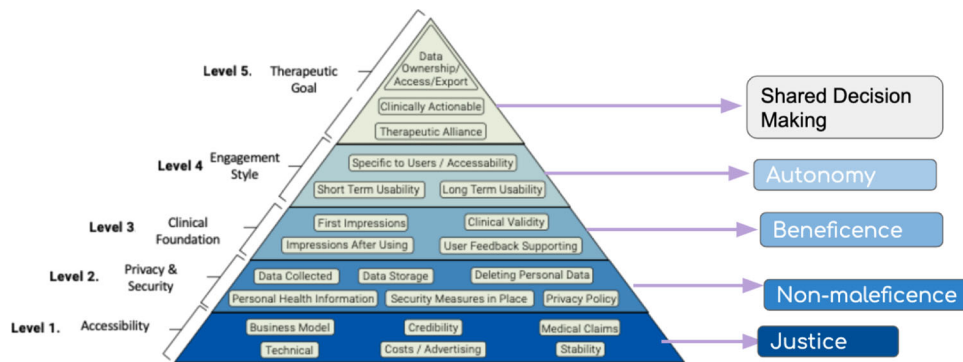 Data
Ownership/
Access/Export
Level 5. Therapeutic
Goal
Clinically Actionable
Therapeutic Alliance
Shared Decision
Making
Level 4 Engagement
Style
Specific to Users / Accessability
Short Term Usability Long Term Usability
Autonomy
Level 3 Clinical
Foundation
First Impressions Clinical Validity
Impressions After Using User Feedback Supporting
Beneficence
Level 2. Privacy &
Security
Data Collected Data Storage Deleting Personal Data
Personal Health Information Security Measures in Place Privacy Policy
Non-maleficence
Level 1. Accessibility
Business Model Credibility Medical Claims
Technical Costs / Advertising Stability
Justice